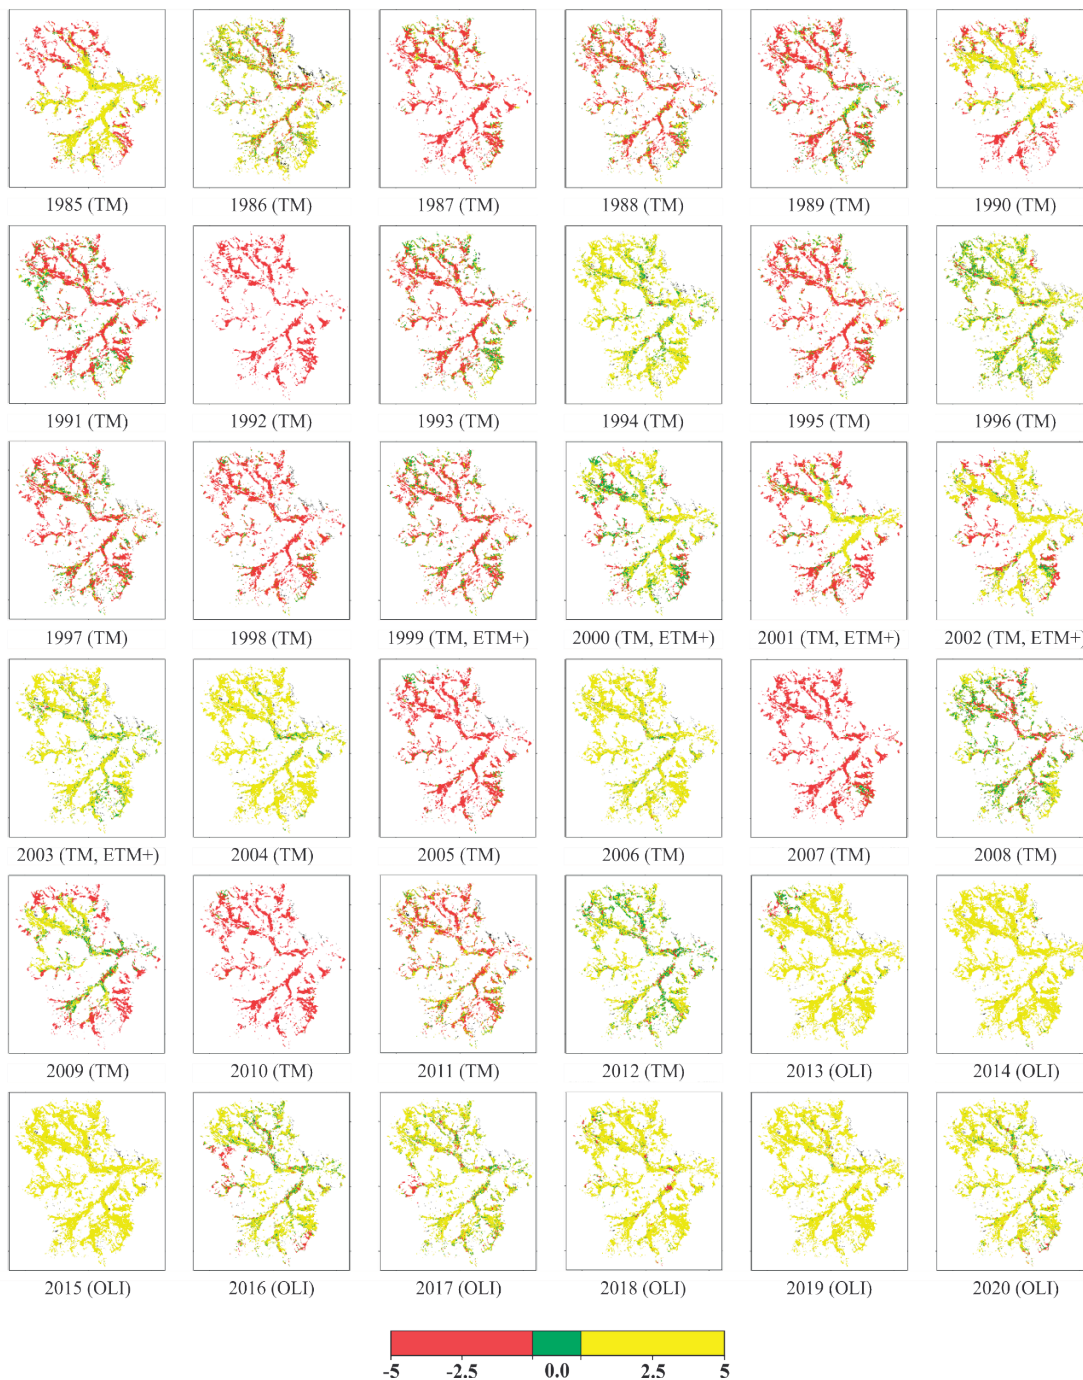 1985 (TM) 1986 (TM) 1987 (TM) 1988 (TM) 1989 (TM) 1990 (TM)
1991 (TM) 1992 (TM) 1993 (TM) 1994 (TM) 1995 (TM) 1996 (TM)
1997 (TM) 1998 (TM) 1999 (TM, ETM+) 2000 (TM, ETM+) 2001 (TM, ETM+) 2002 (TM, ETM+)
2003 (TM, ETM+) 2004 (TM) 2005 (TM) 2006 (TM) 2007 (TM) 2008 (TM)
2009 (TM) 2010 (TM) 2011 (TM) 2012 (TM) 2013 (OLI) 2014 (OLI)
2015 (OLI) 2016 (OLI) 2017 (OLI) 2018 (OLI) 2019 (OLI) 2020 (OLI)
-5 -2.5 0.0 2.5 5